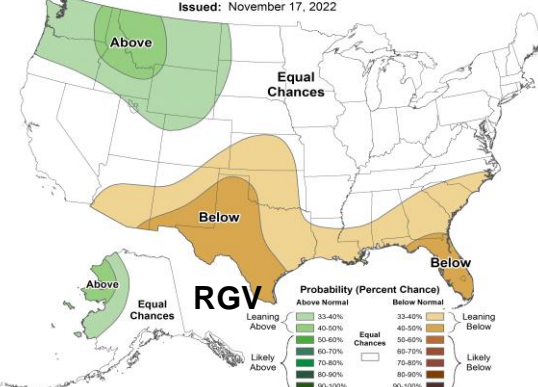 Issued: November 17, 2022
Above
Equal
Chances
Below
Below
Above
Equal
Chances
RGV
Probability (Percent Chance)
Above Normal
Below Normal
Leaning
Above
Likely
Above
33-40%
40-50%
50-60%
60-70%
70-80%
80-90%
90-100%
Equal
Chances
33-40%
40-50%
50-60%
60-70%
70-80%
80-90%
90-100%
Leaning
Below
Likely
Below